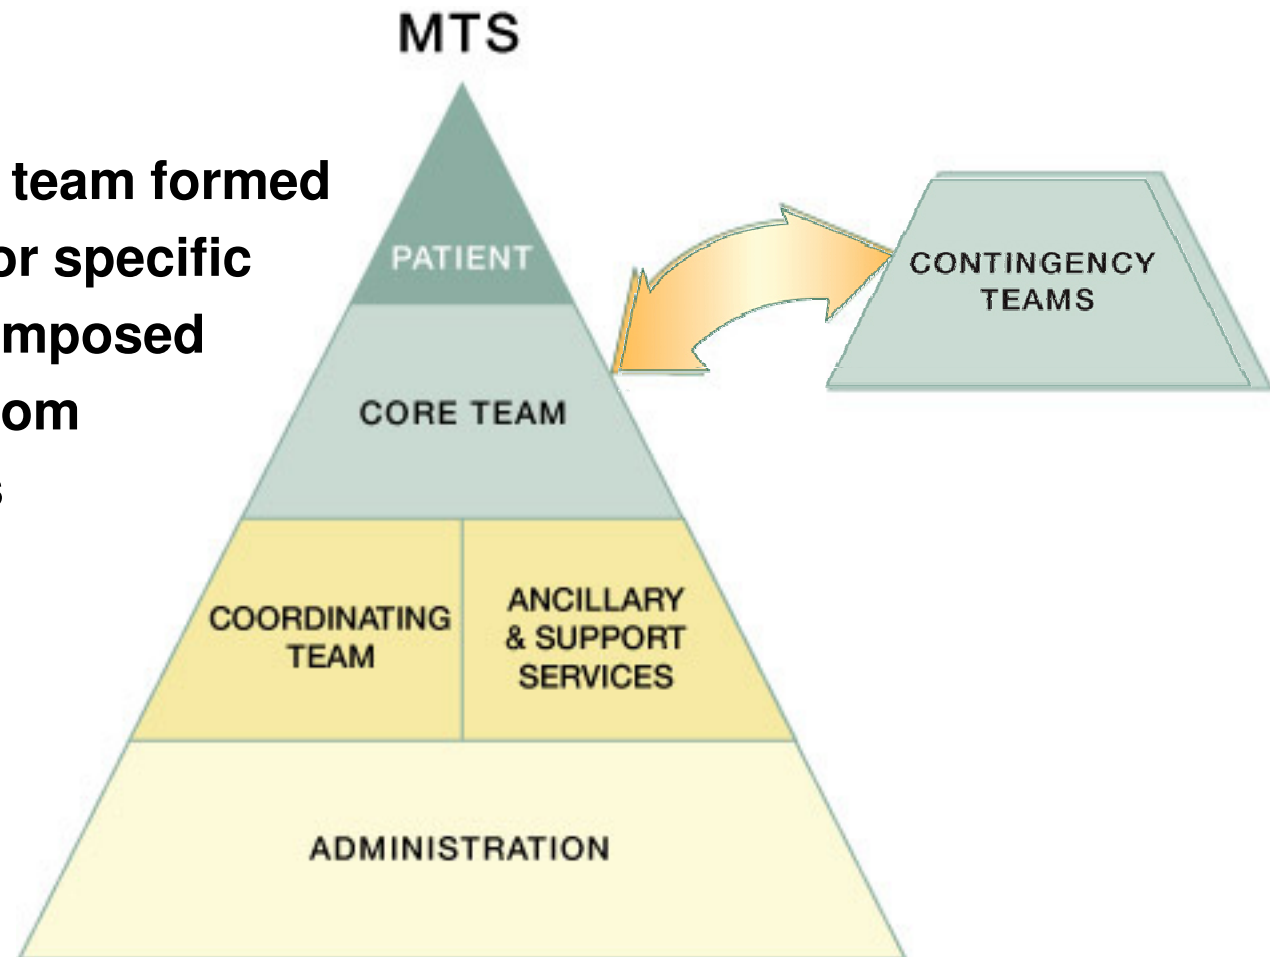 MTS
team formed
or specific
mposed
om
s
PATIENT
CORE TEAM
COORDINATING
TEAM
ANCILLARY
& SUPPORT
SERVICES
ADMINISTRATION
CONTINGENCY
TEAMS